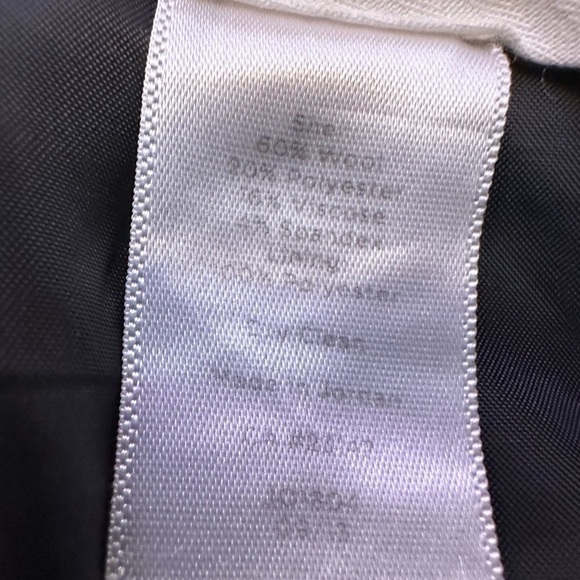 Shell
60% Wool
20% Polyester
16% Viscose
4% Spandex
Lining
100% Polyester
Dry Clean
Made in Jordan